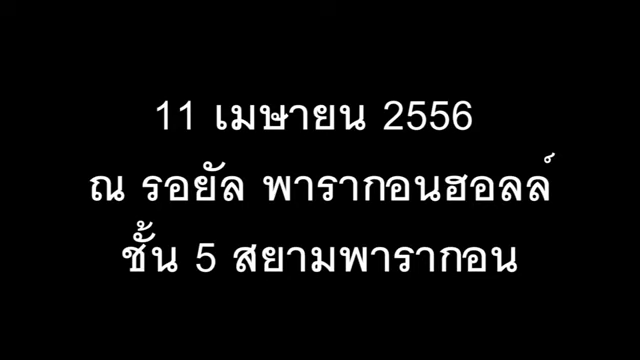 11 เมษายน 2556
ณ รอยัล พารากอนฮอลล์
ชั้น 5 สยามพารากอน